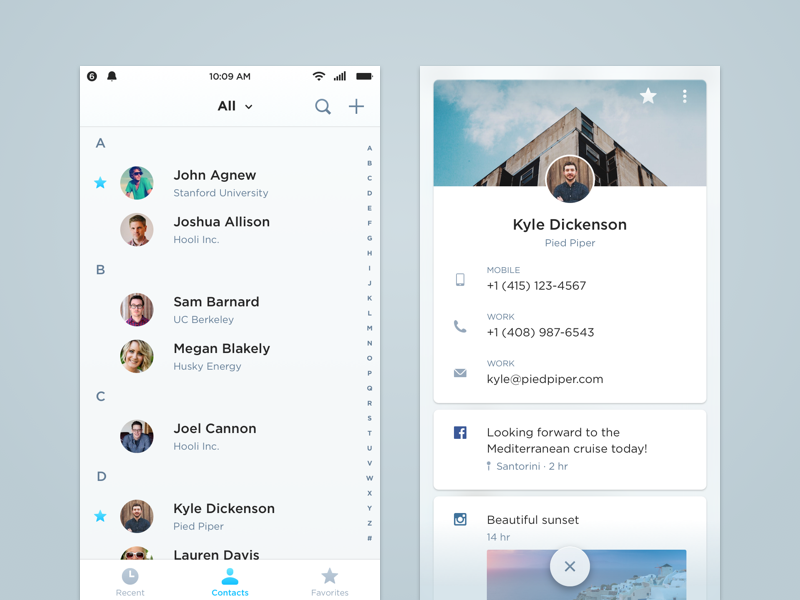 6
10:09 AM
All
A
John Agnew
Stanford University
Joshua Allison
Hooli Inc.
B
Sam Barnard
UC Berkeley
Megan Blakely
Husky Energy
C
Joel Cannon
Hooli Inc.
D
Kyle Dickenson
Pied Piper
Lauren Davis
A
B
C
D
E
F
G
H
I
J
K
L
M
N
O
P
Q
R
S
T
U
V
W
X
Y
Z
#
Recent
Contacts
Favorites
Kyle Dickenson
Pied Piper
MOBILE
+1 (415) 123-4567
WORK
+1 (408) 987-6543
WORK
kyle@piedpiper.com
Looking forward to the
Mediterranean cruise today!
Santorini · 2 hr
Beautiful sunset
14 hr